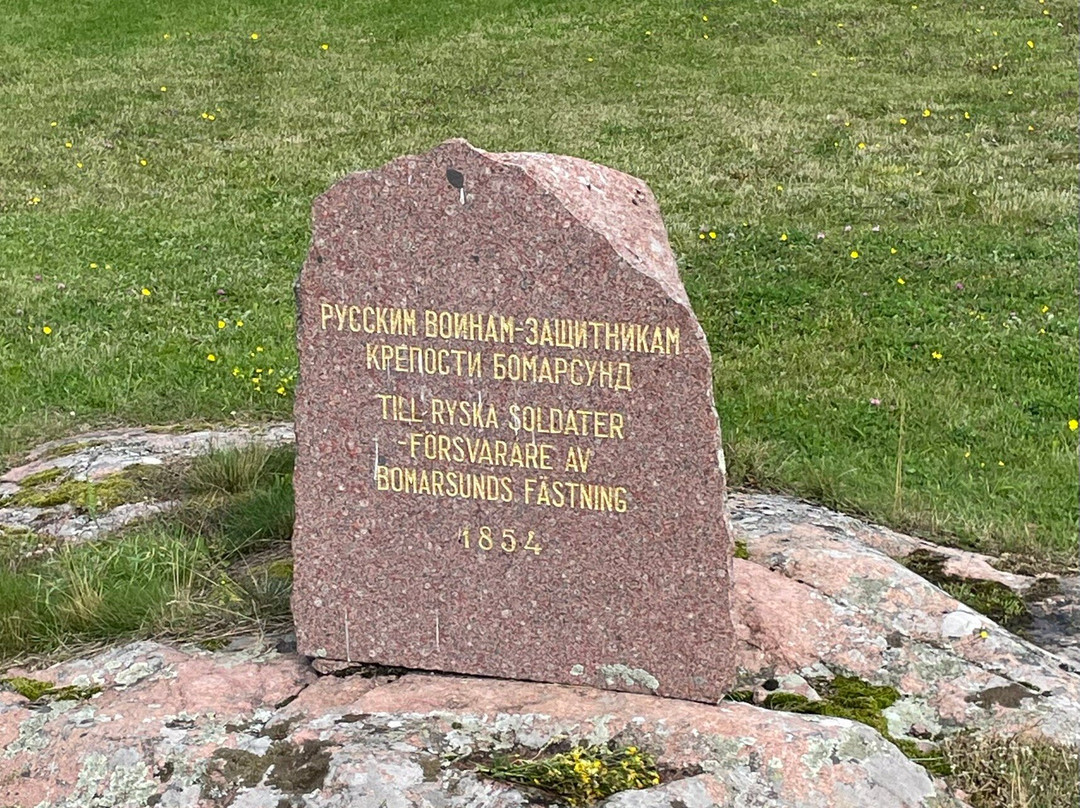 РУССКИМ ВОИНАМ-ЗАЩИТНИКАМ
КРЕПОСТИ БОМАРСУНД
TILL RYSKA SOLDATER
-FÖRSVARARE AV
BOMARSUNDS FÄSTNING
1854